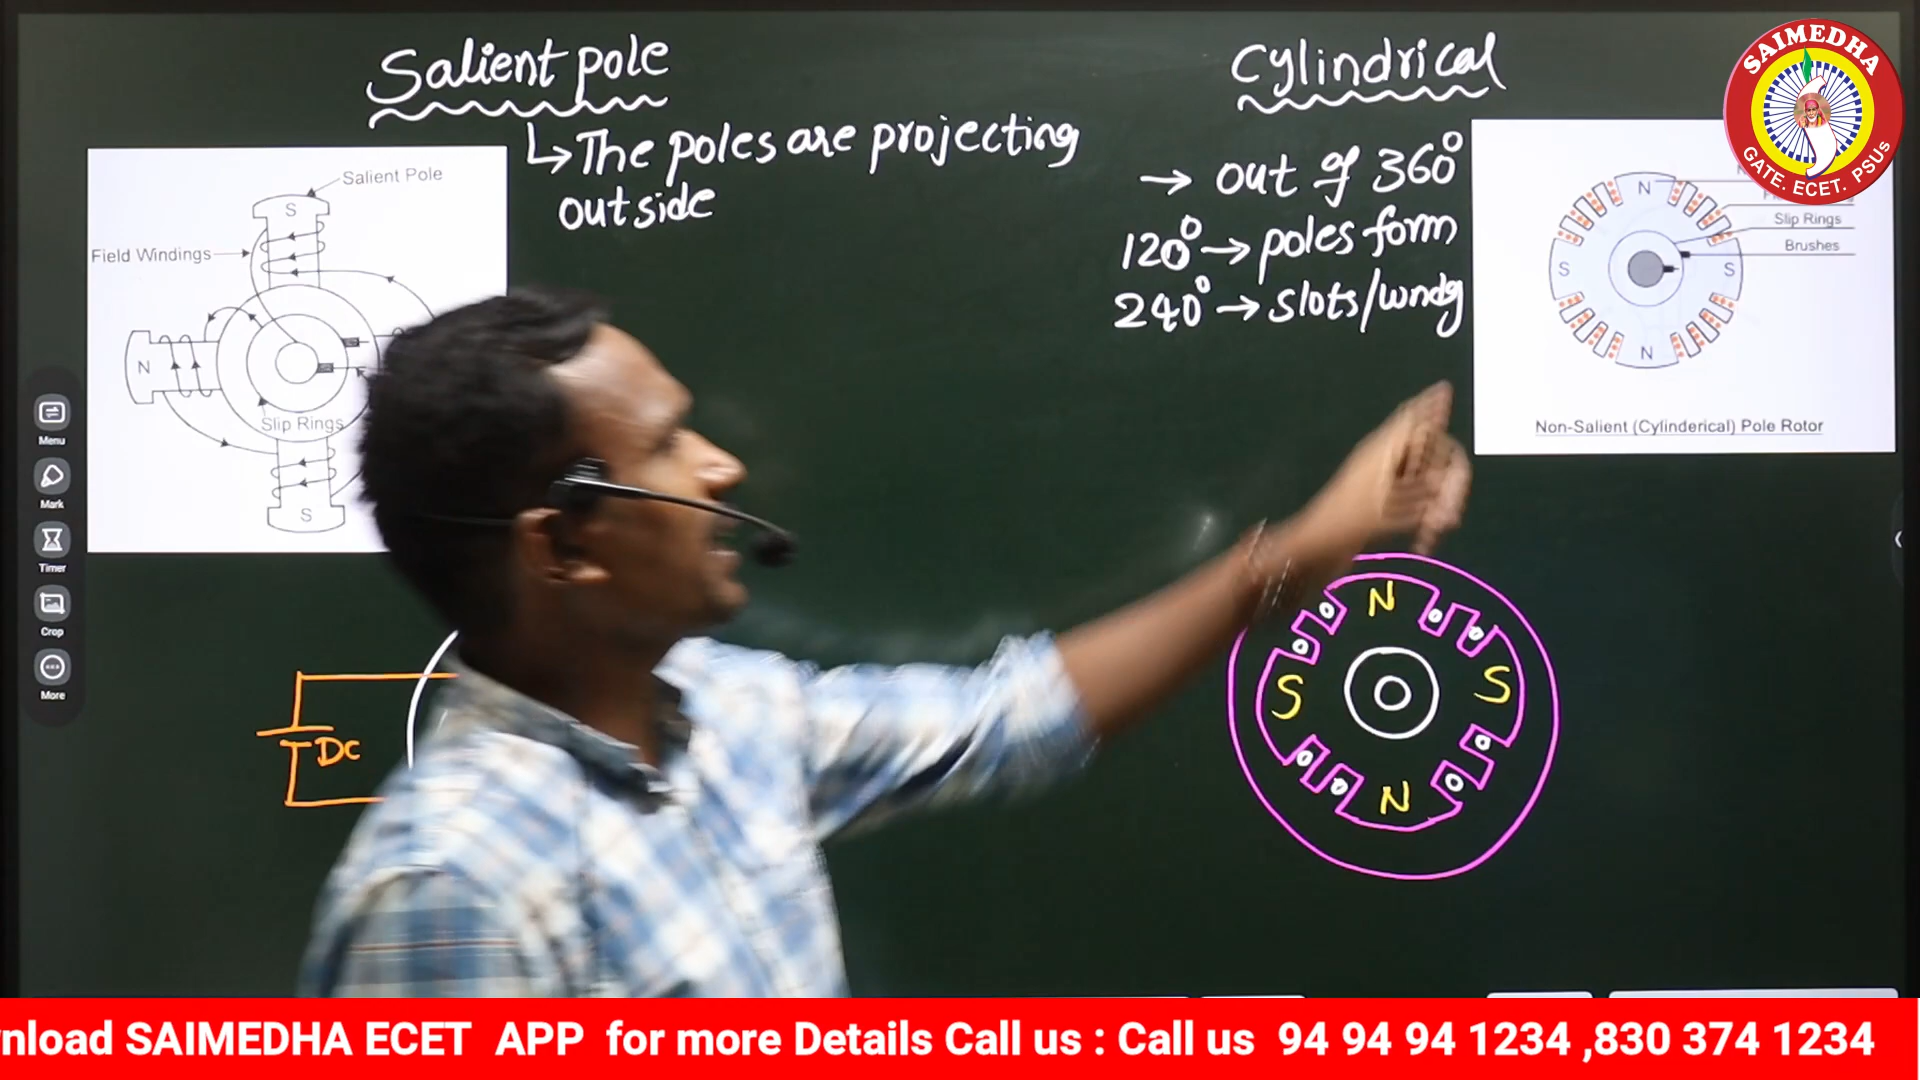 Salient pole
↳ The poles are projecting
outside
Salient Pole
S
Field Windings
N
Slip Rings
S
DC
Cylindrical
→ out of 360°
120° → poles form
240° → slots/wndg
N
Slip Rings
Brushes
S
S
N
Non-Salient (Cylinderical) Pole Rotor
N
S
S
N
SAIMEDHA
GATE. ECET. PSUs
Menu
Mark
Timer
Crop
More
nload SAIMEDHA ECET APP for more Details Call us : Call us 94 94 94 1234 ,830 374 1234